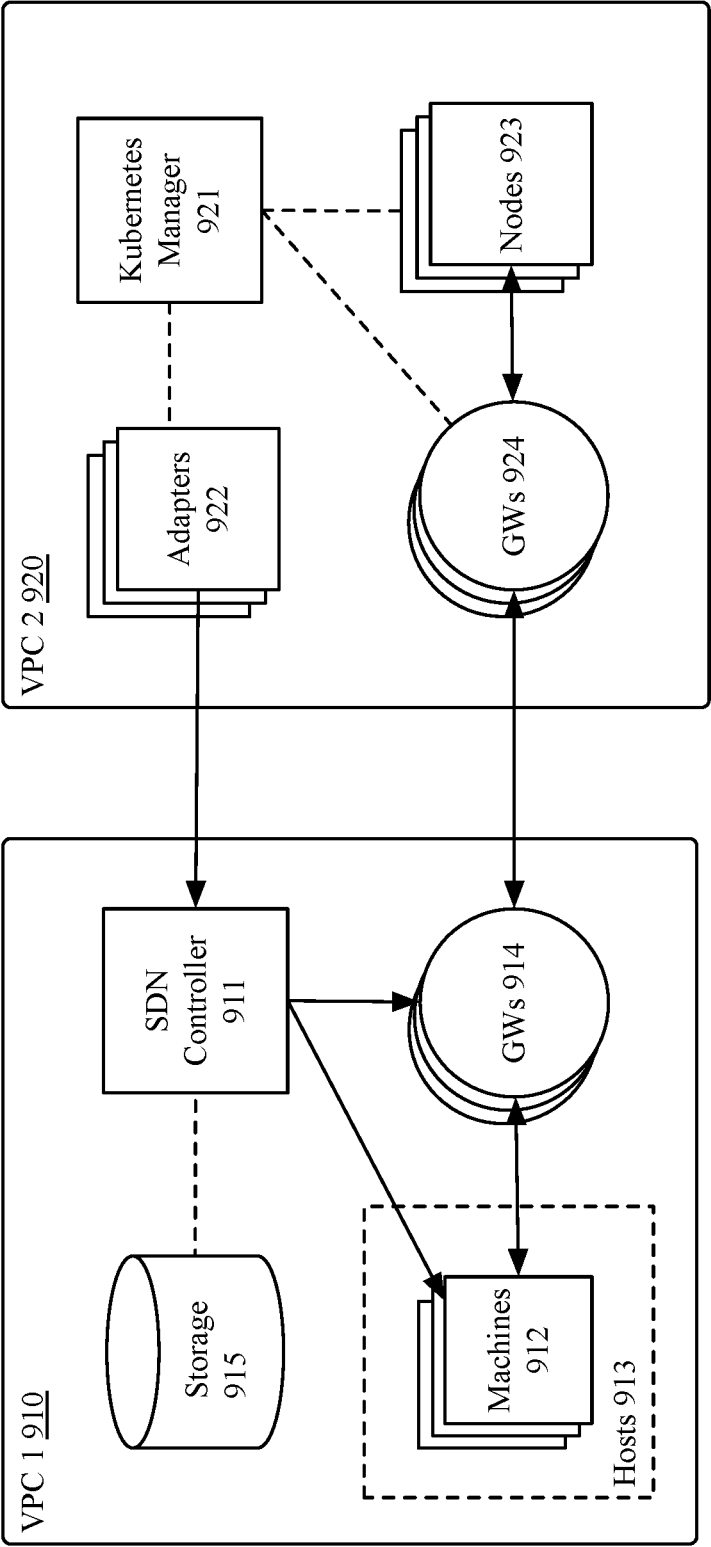 VPC 1 910
Storage
915
SDN
Controller
911
Machines
912
Hosts 913
GWs 914
VPC 2 920
Adapters
922
Kubernetes
Manager
921
GWs 924
Nodes 923